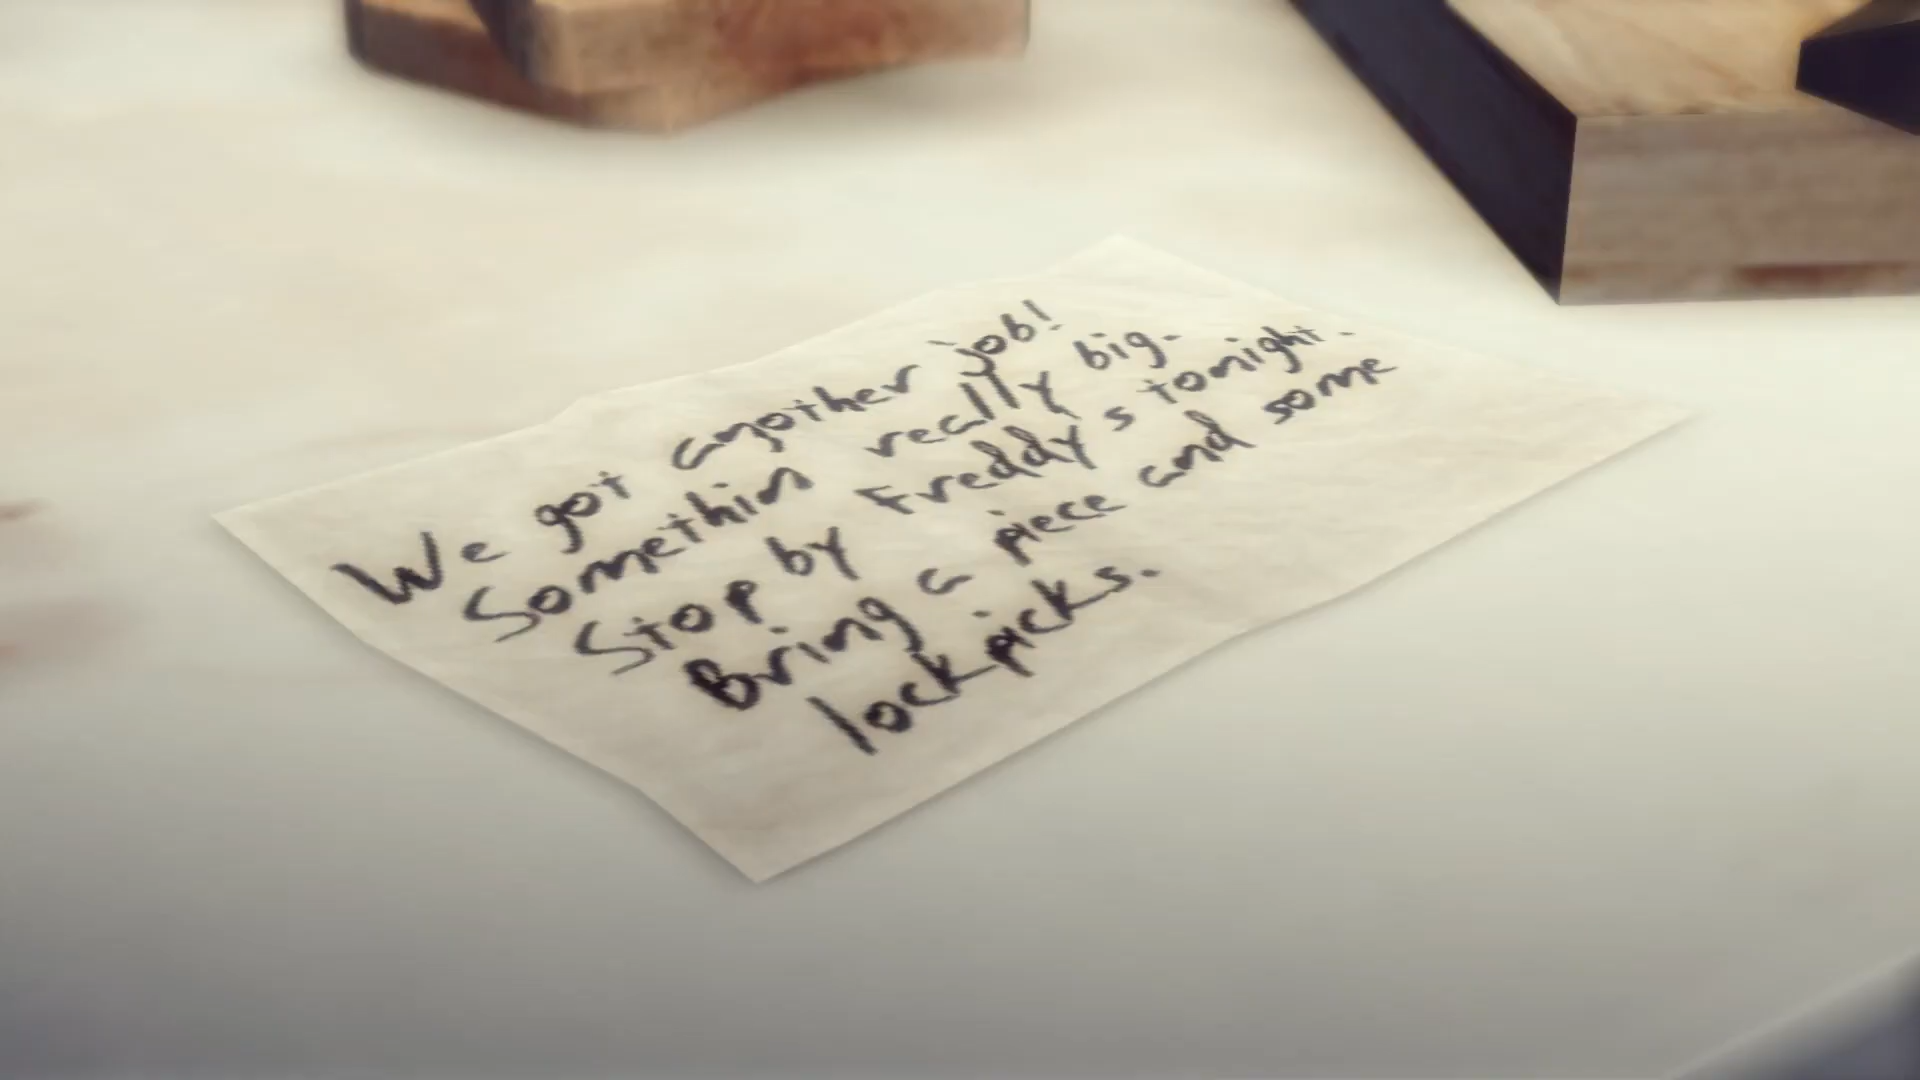 We got another job!
Somethin really big.
Stop by Freddy s tonight.
Bring a piece and some
lockpicks.